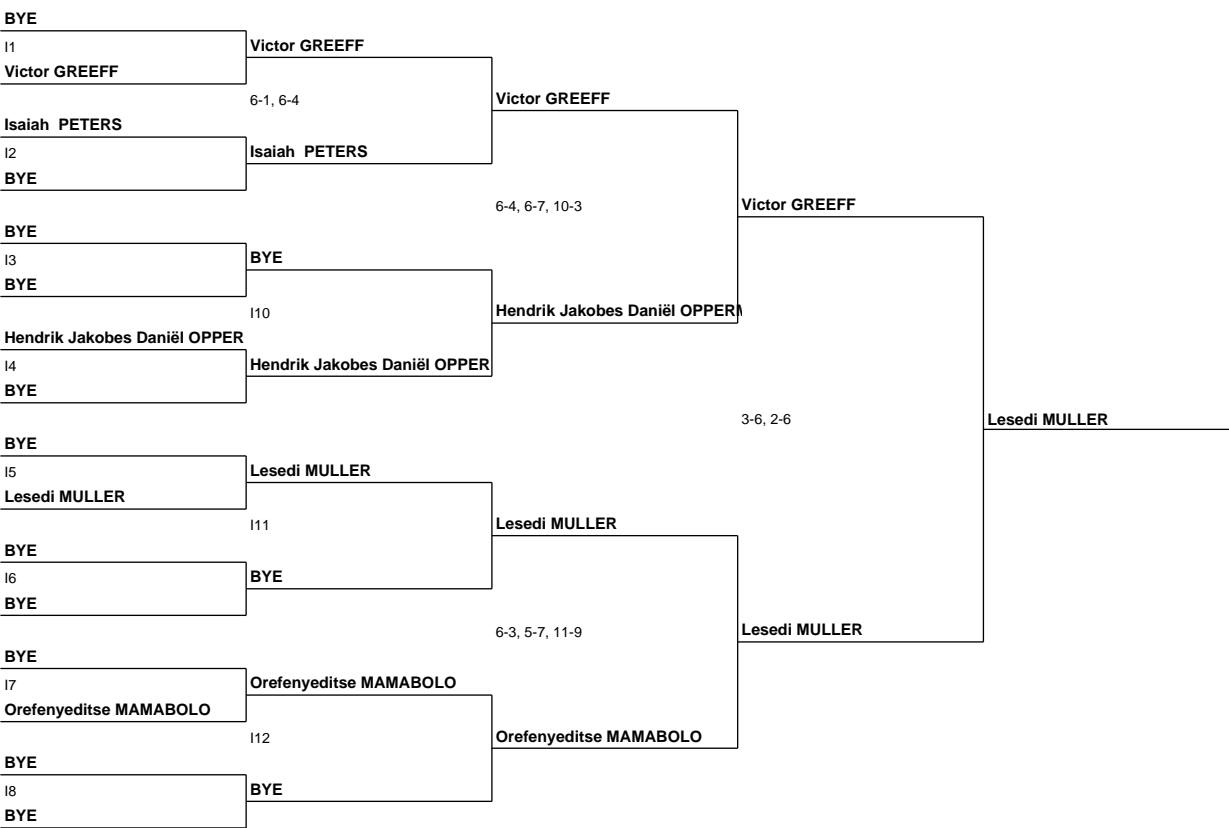 BYE
I1
Victor GREEFF
Isaiah  PETERS
I2
BYE
BYE
I3
BYE
Hendrik Jakobes Daniël OPPER
I4
BYE
BYE
I5
Lesedi MULLER
BYE
I6
BYE
BYE
I7
Orefenyeditse MAMABOLO
BYE
I8
BYE
Victor GREEFF
6-1, 6-4
Isaiah  PETERS
BYE
I10
Hendrik Jakobes Daniël OPPER
Lesedi MULLER
I11
BYE
Orefenyeditse MAMABOLO
I12
BYE
Victor GREEFF
6-4, 6-7, 10-3
Hendrik Jakobes Daniël OPPER
Lesedi MULLER
6-3, 5-7, 11-9
Orefenyeditse MAMABOLO
Victor GREEFF
3-6, 2-6
Lesedi MULLER
Lesedi MULLER